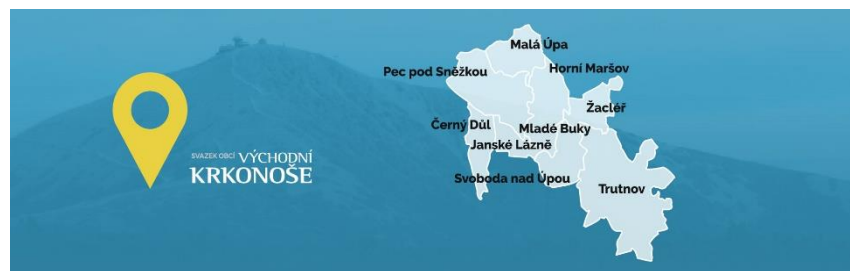 SVAZEK OBCÍ VÝCHODNÍ
KRKONOŠE
Malá Úpa
Pec pod Sněžkou
Horní Maršov
Žacléř
Černý Důl
Mladé Buky
Janské Lázně
Svoboda nad Úpou
Trutnov